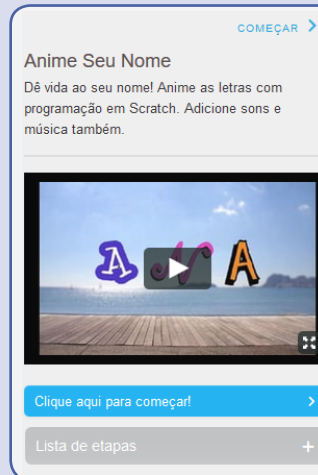 COMEÇAR
Anime Seu Nome
Dê vida ao seu nome! Anime as letras com
programação em Scratch. Adicione sons e
música também.
ANA
Clique aqui para começar!
Lista de etapas